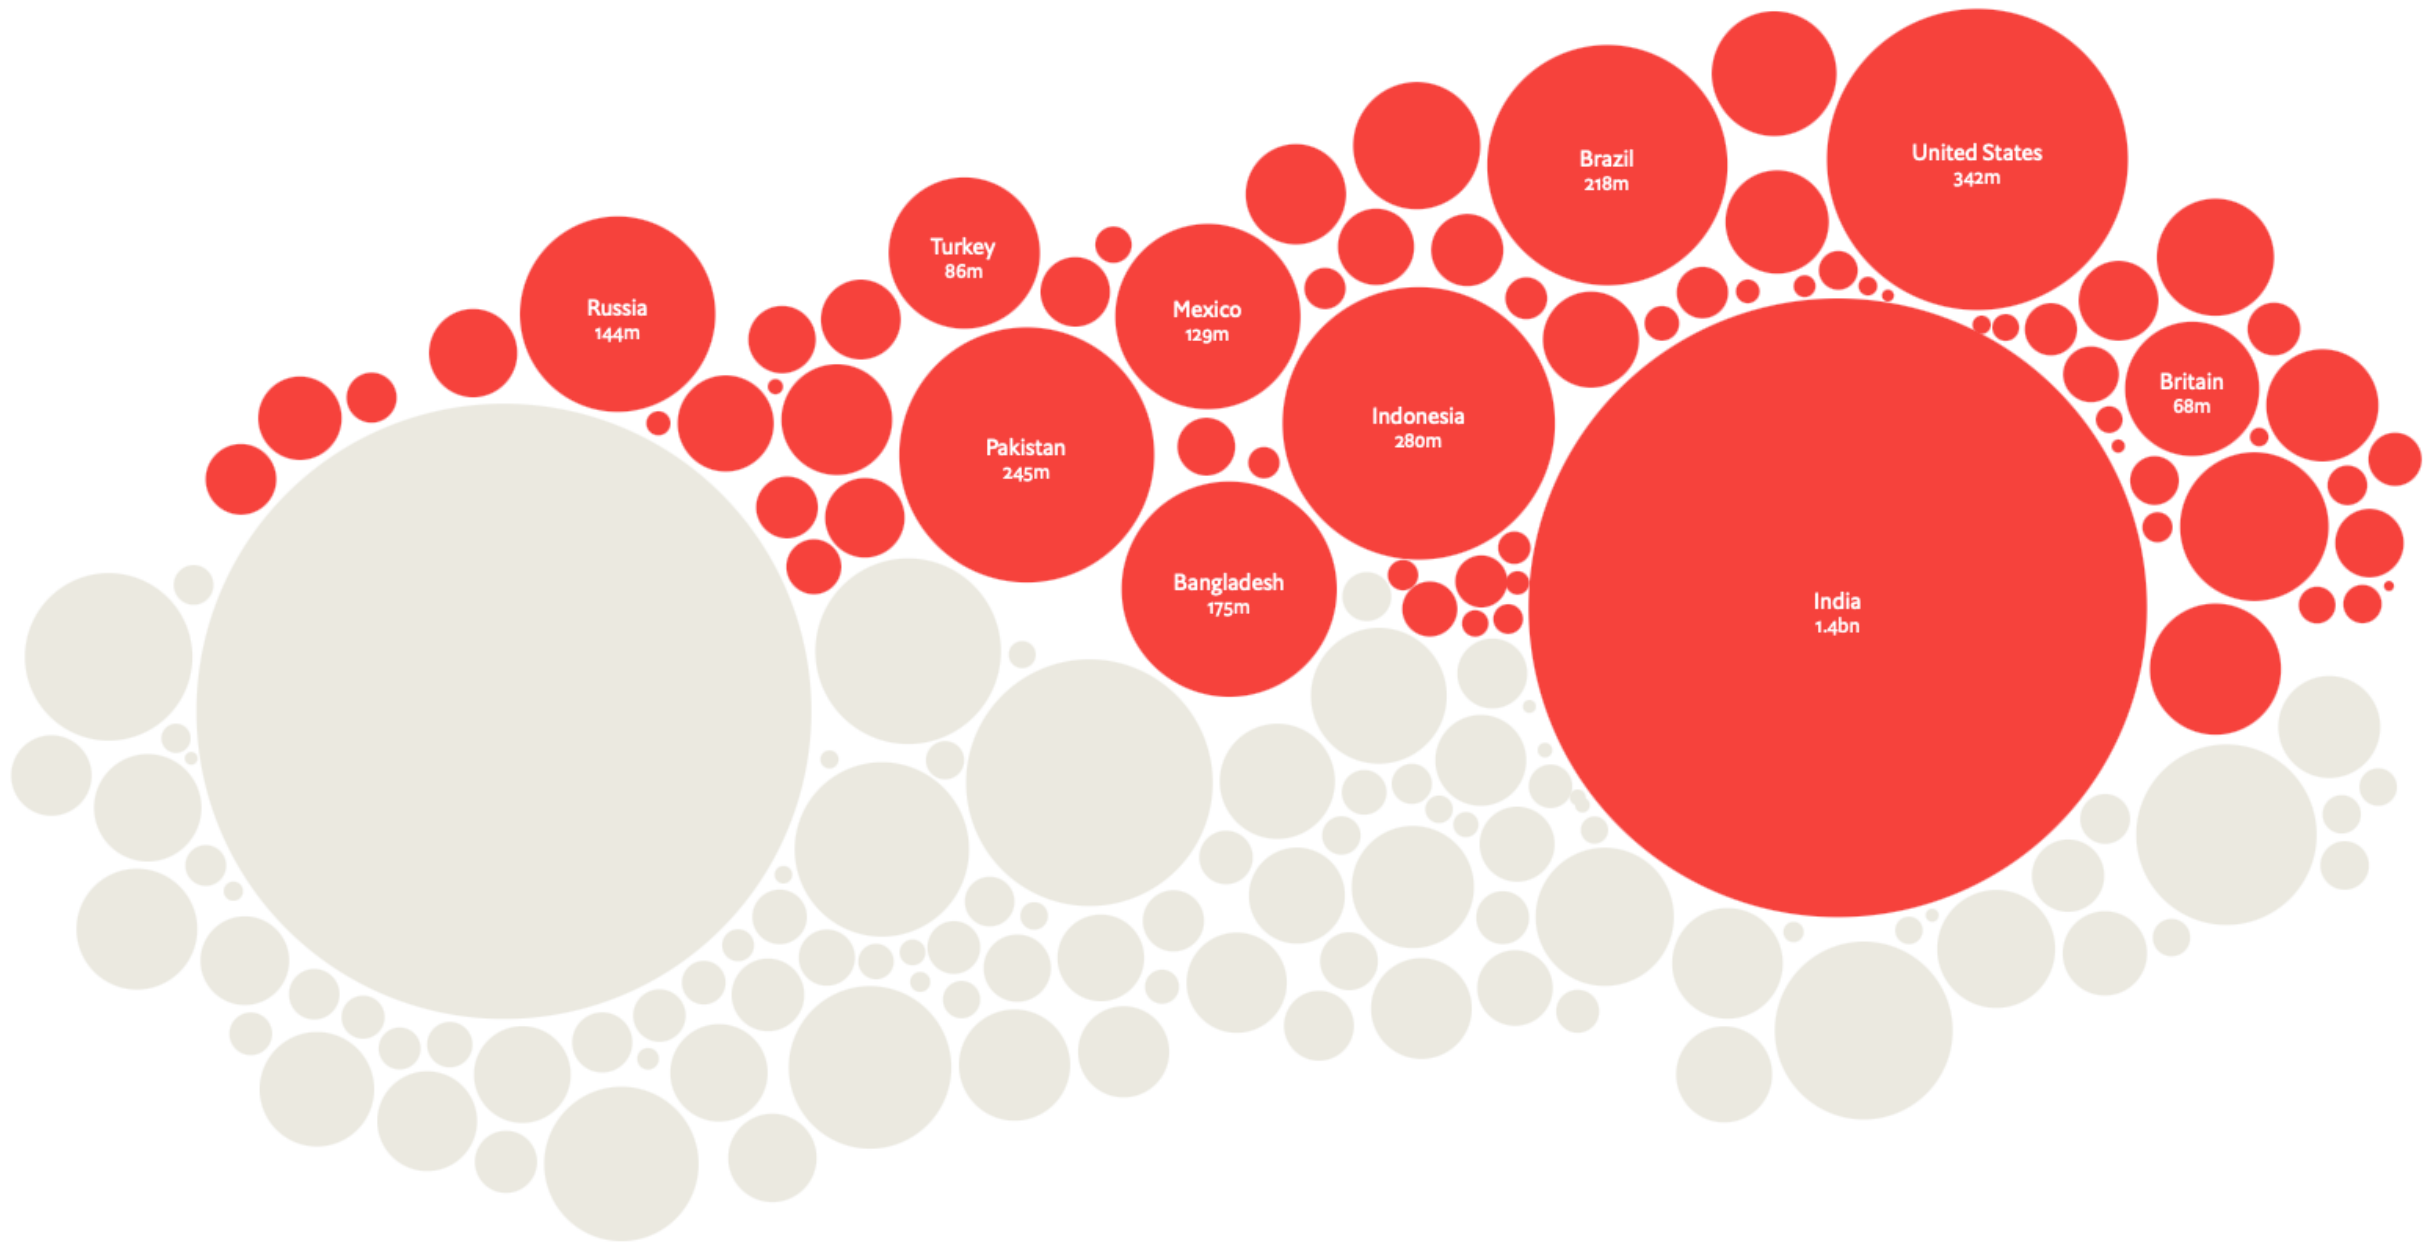 Brazil
218m
United States
342m
Turkey
86m
Russia
144m
Mexico
129m
Britain
68m
Indonesia
280m
Pakistan
245m
Bangladesh
175m
India
1.4bn